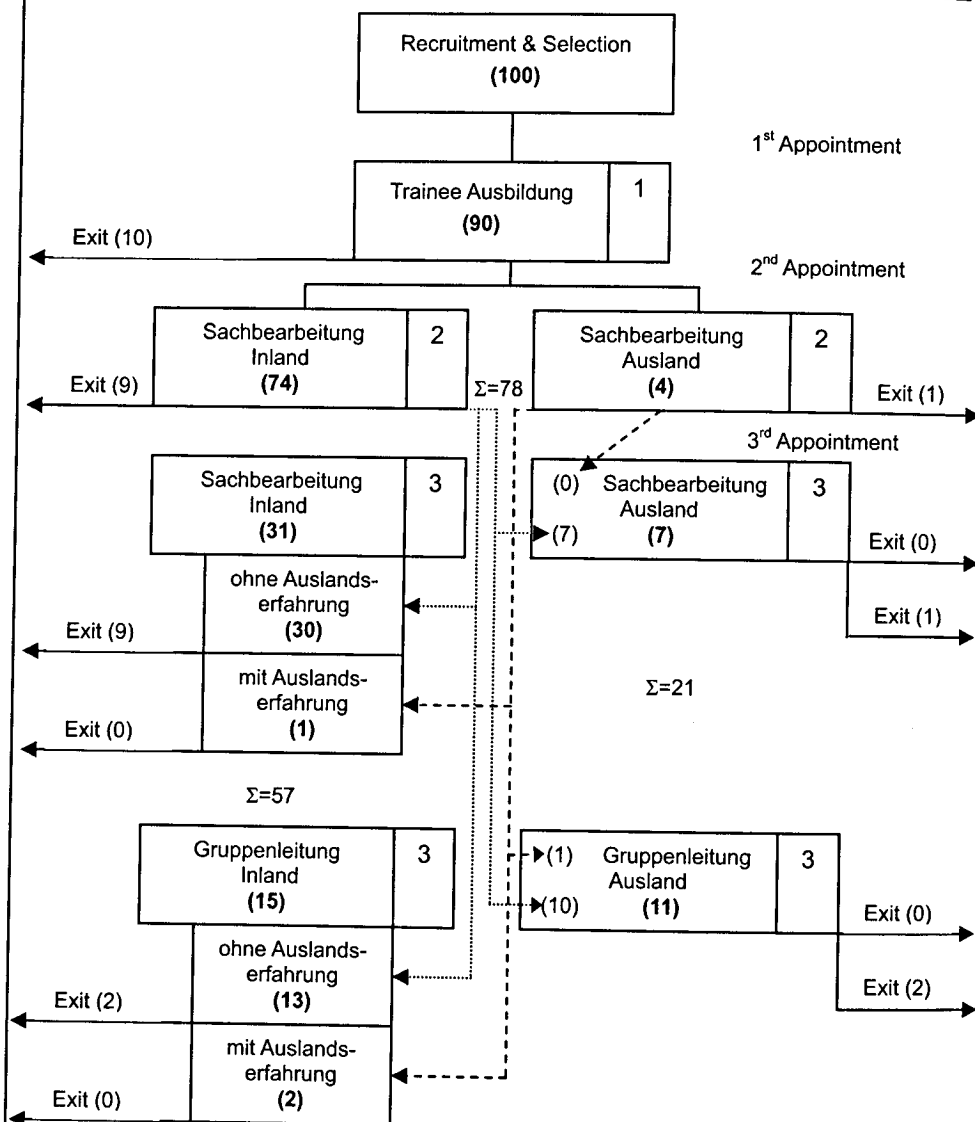 Recruitment & Selection
(100)
1st Appointment
Trainee Ausbildung
(90)
1
Exit (10)
2nd Appointment
Sachbearbeitung
Inland
(74)
2
Sachbearbeitung
Ausland
(4)
2
Exit (9)
Σ=78
Exit (1)
3rd Appointment
Sachbearbeitung
Inland
(31)
3
(0) Sachbearbeitung
Ausland
(7) (7)
3
Exit (0)
ohne Auslands-
erfahrung
(30)
Exit (9)
Exit (1)
mit Auslands-
erfahrung
(1)
Exit (0)
Σ=21
Σ=57
Gruppenleitung
Inland
(15)
3
(1) Gruppenleitung
Ausland
(10) (11)
3
Exit (0)
ohne Auslands-
erfahrung
(13)
Exit (2)
Exit (2)
mit Auslands-
erfahrung
(2)
Exit (0)